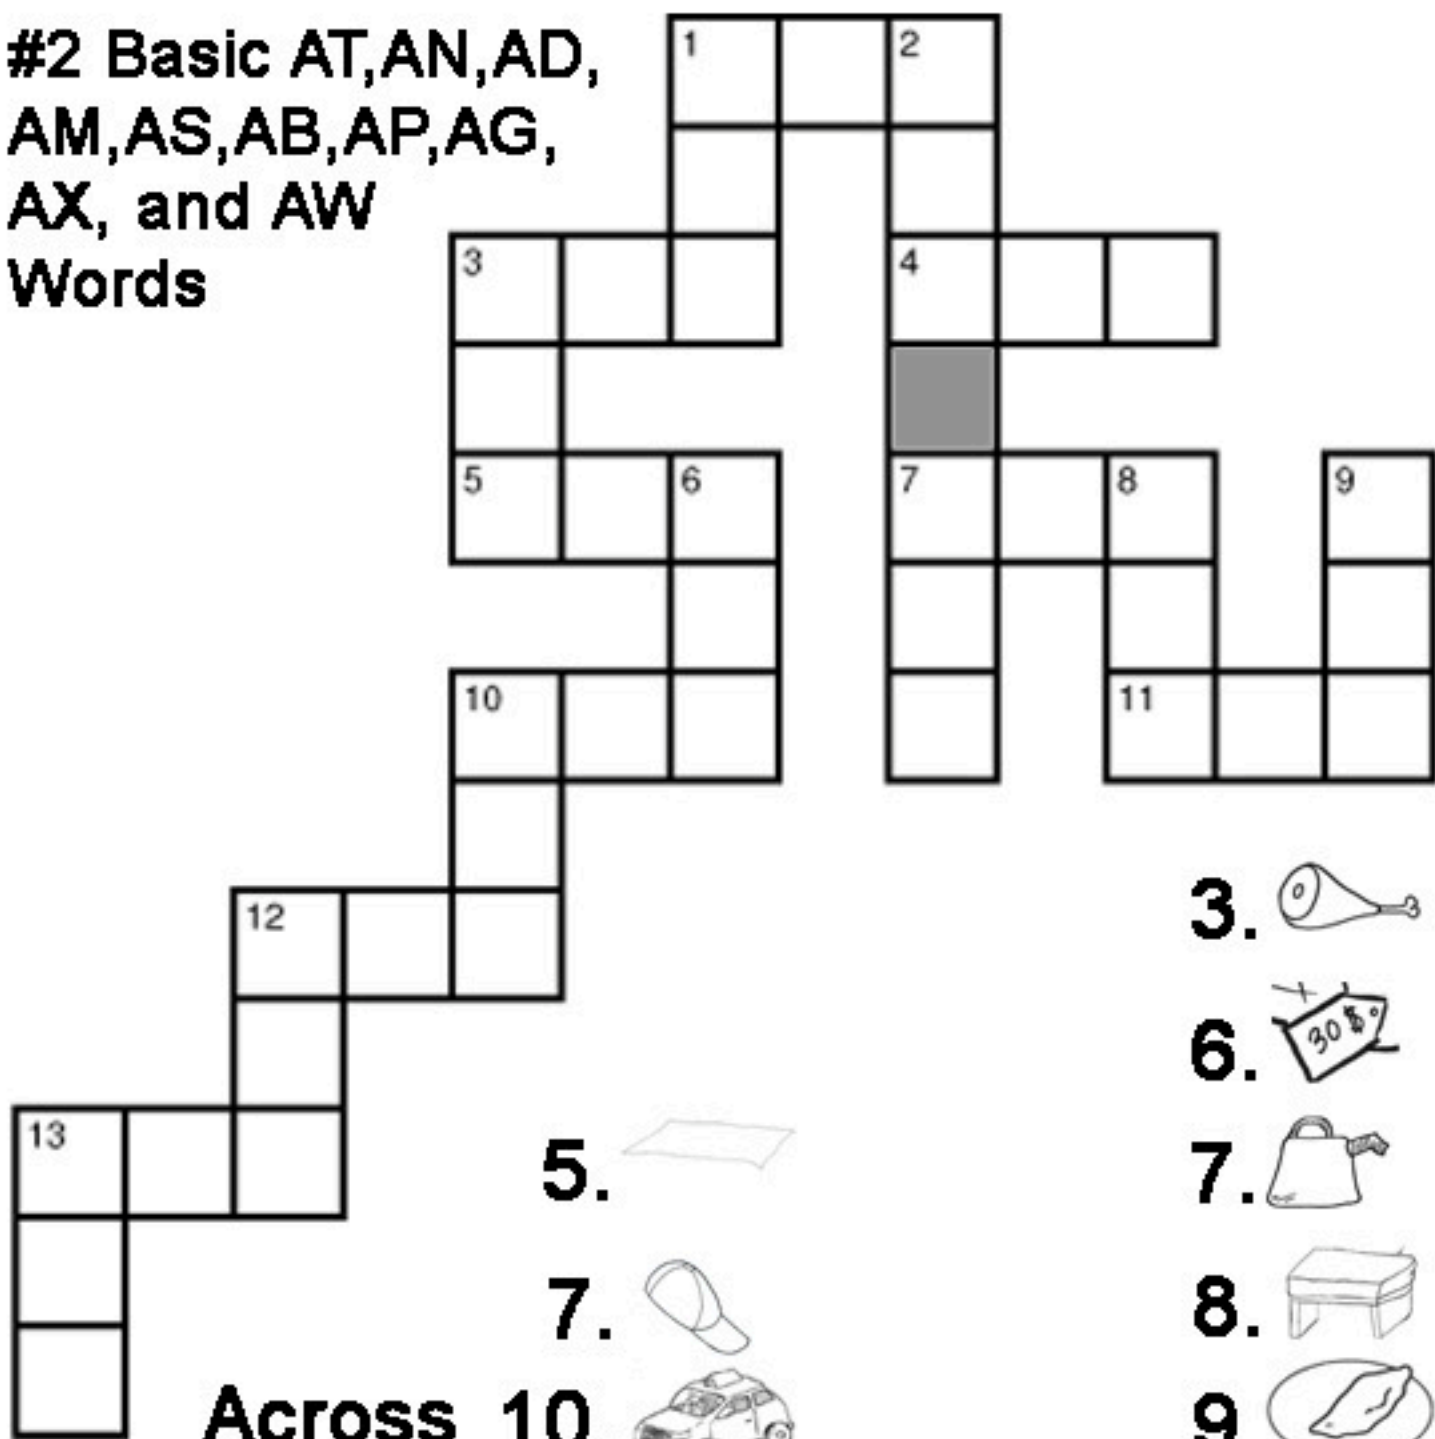 #2 Basic AT,AN,AD,
AM,AS,AB,AP,AG,
AX, and AW
Words
1 2
3 4
5 6 7 8 9
10 11
12
13
3.
6. 30 $
5. 7.
7. 8.
Across 10 9